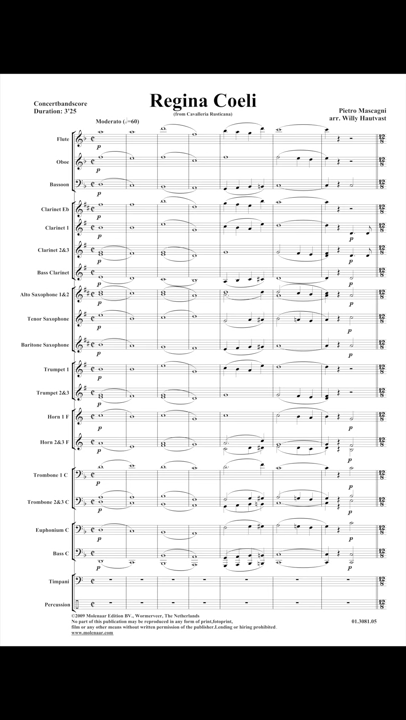 Regina Coeli
(from Cavalleria Rusticana)
Concertbandscore
Duration: 3'25
Pietro Mascagni
arr. Willy Hautvast
Moderato (♩=60)
Flute
p
Oboe
p
Bassoon
p
Clarinet Eb
p
Clarinet 1
p
p
Clarinet 2&3
p
p
Bass Clarinet
p
p
Alto Saxophone 1&2
p
p
Tenor Saxophone
p
p
Baritone Saxophone
p
p
Trumpet 1
p
Trumpet 2&3
p
Horn 1 F
p
p
Horn 2&3 F
p
p
Trombone 1 C
p
p
Trombone 2&3 C
p
p
Euphonium C
p
p
Bass C
p
p
Timpani
Percussion
©2009 Molenaar Edition BV., Wormerveer, The Netherlands
No part of this publication may be reproduced in any form of print,fotoprint,
film or any other means without written permission of the publisher.Lending or hiring prohibited
www.molenaar.com
01.3081.05